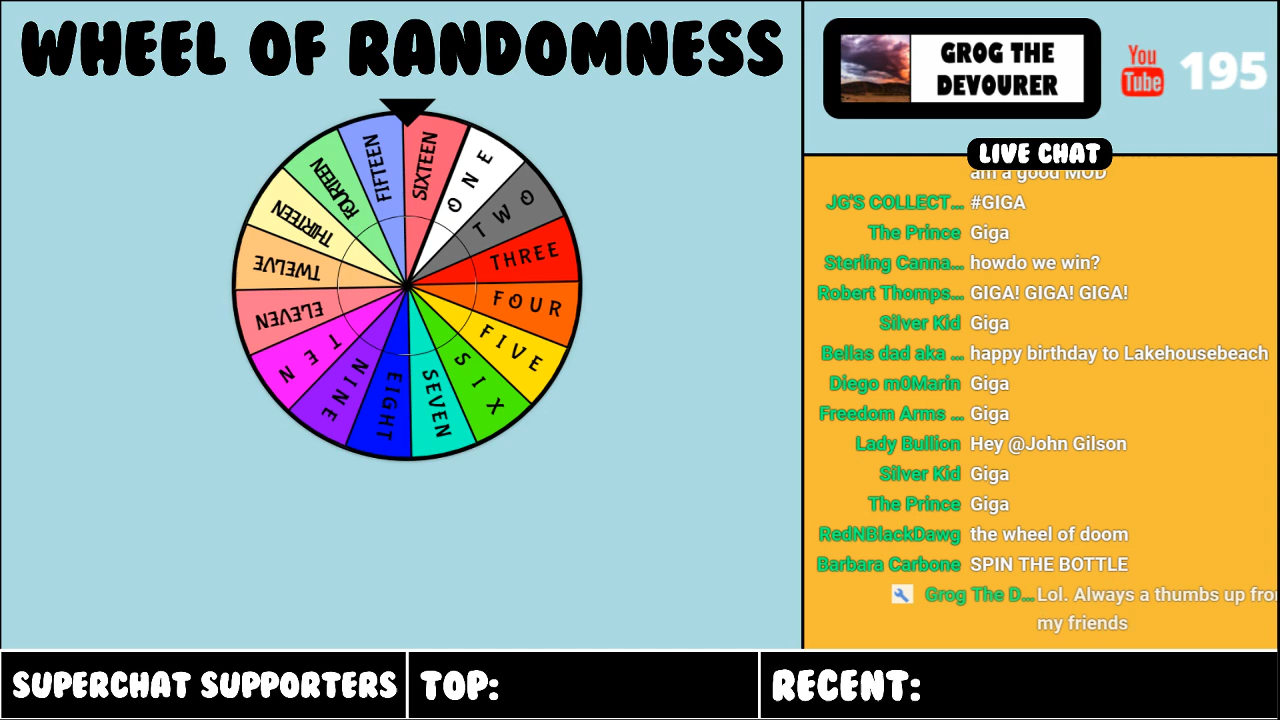 WHEEL OF RANDOMNESS
SIXTEEN
ONE
TWO
THREE
FOUR
FIVE
SIX
SEVEN
EIGHT
NINE
TEN
ELEVEN
TWELVE
THIRTEEN
FOURTEEN
FIFTEEN
GROG THE
DEVOURER
You
Tube
195
LIVE CHAT
am a good MOD
JG'S COLLECT... #GIGA
The Prince Giga
Sterling Canna... howdo we win?
Robert Thomps... GIGA! GIGA! GIGA!
Silver Kid Giga
Bellas dad aka ... happy birthday to Lakehousebeach
Diego m0Marin Giga
Freedom Arms ... Giga
Lady Bullion Hey @John Gilson
Silver Kid Giga
The Prince Giga
RedNBlackDawg the wheel of doom
Barbara Carbone SPIN THE BOTTLE
Grog The D... Lol. Always a thumbs up from
my friends
SUPERCHAT SUPPORTERS
TOP:
RECENT: